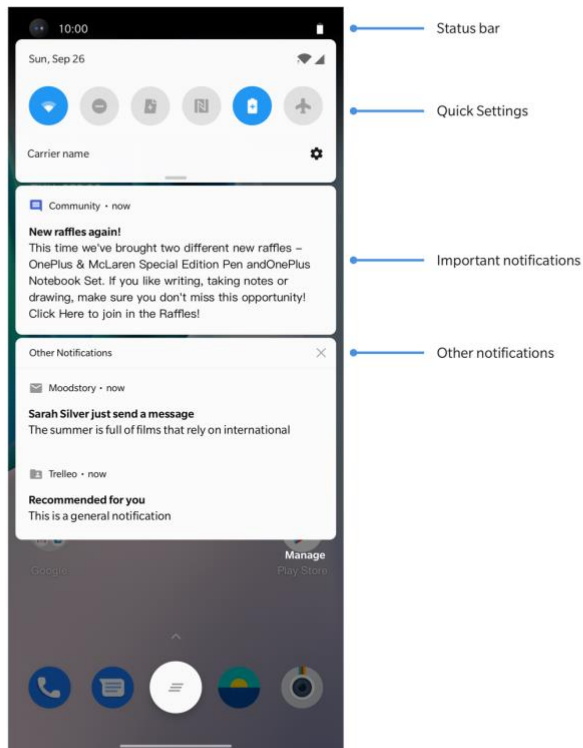 10:00
Status bar
Sun, Sep 26
Quick Settings
Carrier name
Community • now
New raffles again!
This time we've brought two different new raffles –
OnePlus & McLaren Special Edition Pen andOnePlus
Notebook Set. If you like writing, taking notes or
drawing, make sure you don't miss this opportunity!
Click Here to join in the Raffles!
Important notifications
Other Notifications
Other notifications
Moodstory • now
Sarah Silver just send a message
The summer is full of films that rely on international
Trelleo • now
Recommended for you
This is a general notification
Manage
Google
Play Store